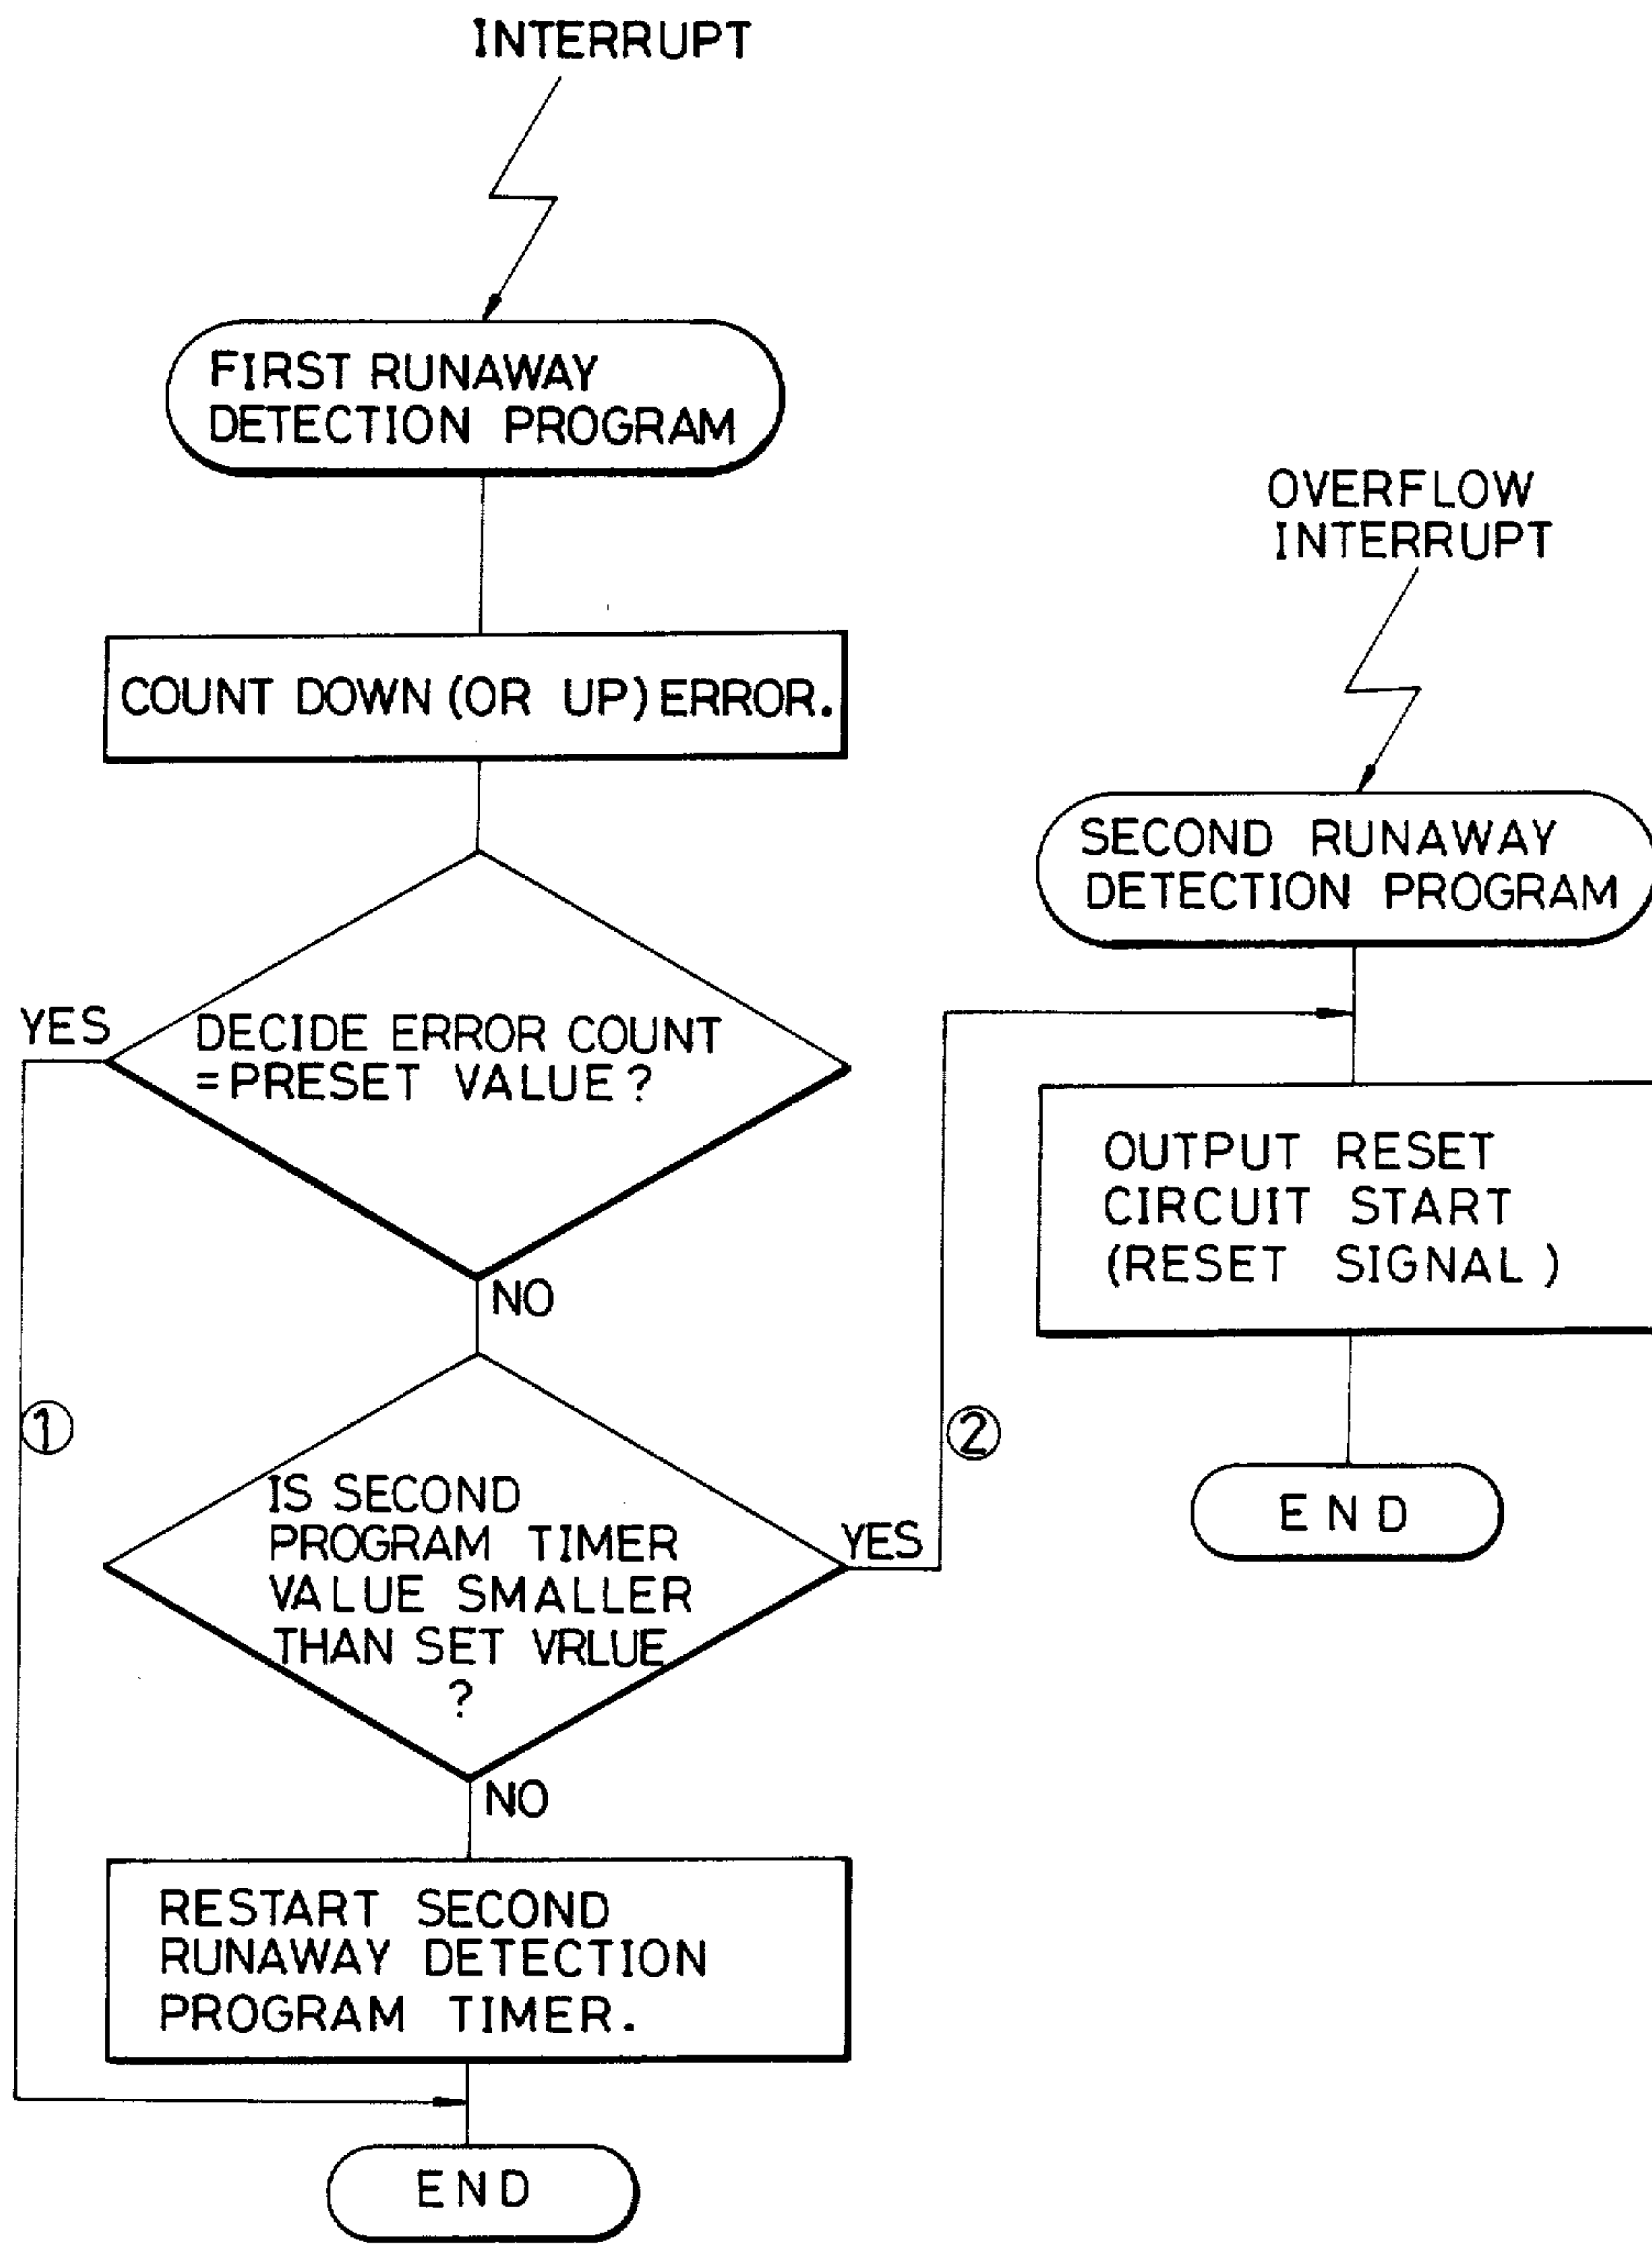 INTERRUPT
FIRST RUNAWAY
DETECTION PROGRAM
COUNT DOWN (OR UP) ERROR.
YES
DECIDE ERROR COUNT
=PRESET VALUE?
NO
①
IS SECOND
PROGRAM TIMER
VALUE SMALLER
THAN SET VRLUE
?
YES
②
NO
RESTART SECOND
RUNAWAY DETECTION
PROGRAM TIMER.
END
OVERFLOW
INTERRUPT
SECOND RUNAWAY
DETECTION PROGRAM
OUTPUT RESET
CIRCUIT START
(RESET SIGNAL)
END